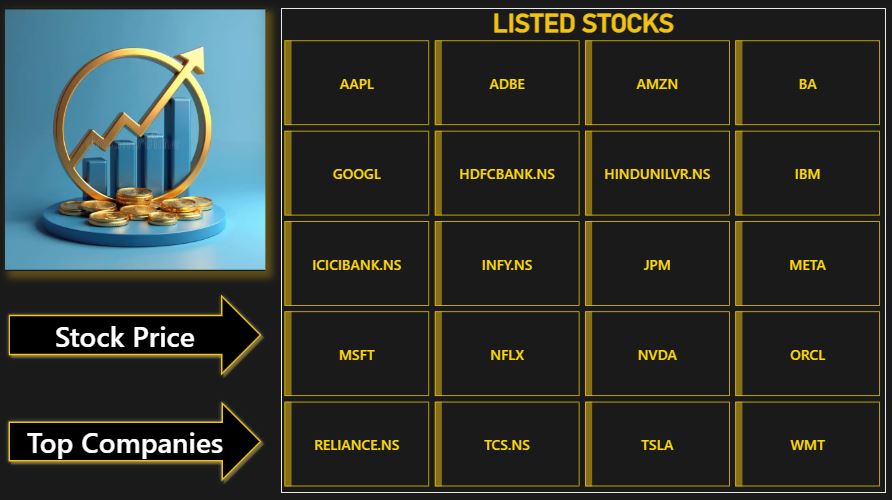 LISTED STOCKS
AAPL
ADBE
AMZN
BA
GOOGL
HDFCBANK.NS
HINDUNILVR.NS
IBM
ICICIBANK.NS
INFY.NS
JPM
META
MSFT
NFLX
NVDA
ORCL
RELIANCE.NS
TCS.NS
TSLA
WMT
Stock Price
Top Companies